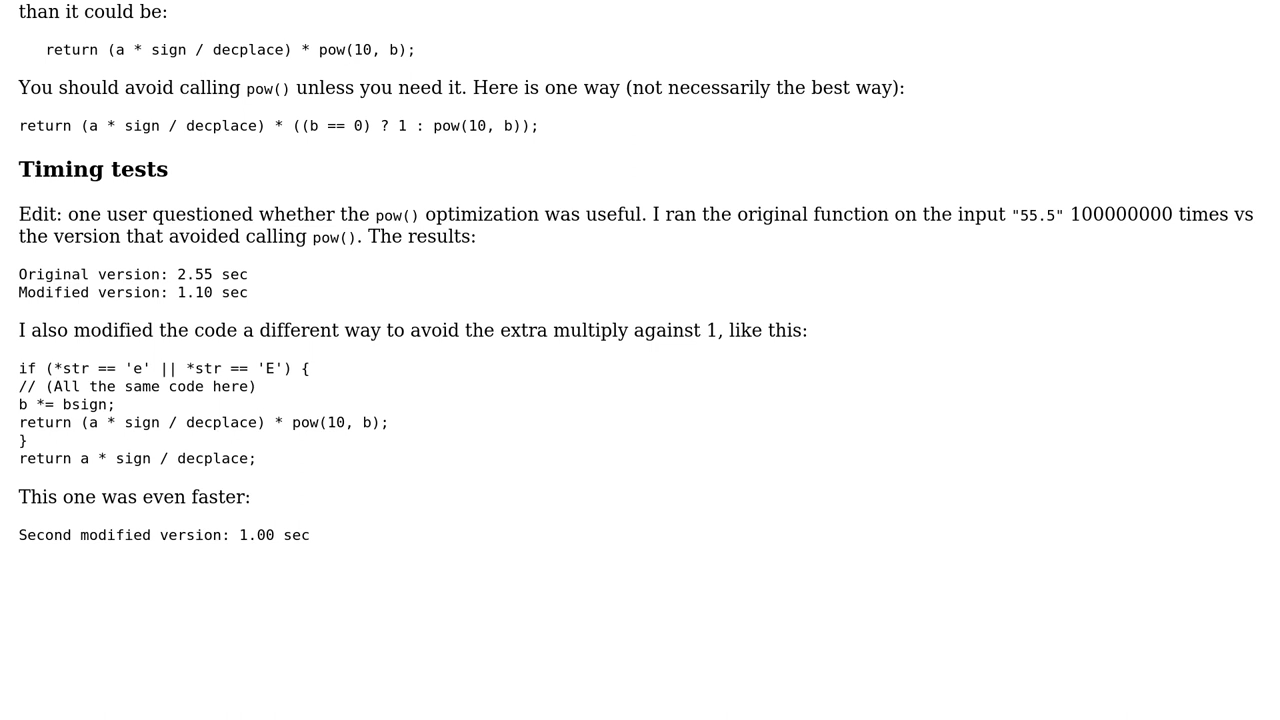 than it could be:
return (a * sign / decplace) * pow(10, b);
You should avoid calling pow() unless you need it. Here is one way (not necessarily the best way):
return (a * sign / decplace) * ((b == 0) ? 1 : pow(10, b));
Timing tests
Edit: one user questioned whether the pow() optimization was useful. I ran the original function on the input "55.5" 100000000 times vs
the version that avoided calling pow(). The results:
Original version: 2.55 sec
Modified version: 1.10 sec
I also modified the code a different way to avoid the extra multiply against 1, like this:
if (*str == 'e' || *str == 'E') {
// (All the same code here)
b *= bsign;
return (a * sign / decplace) * pow(10, b);
}
return a * sign / decplace;
This one was even faster:
Second modified version: 1.00 sec